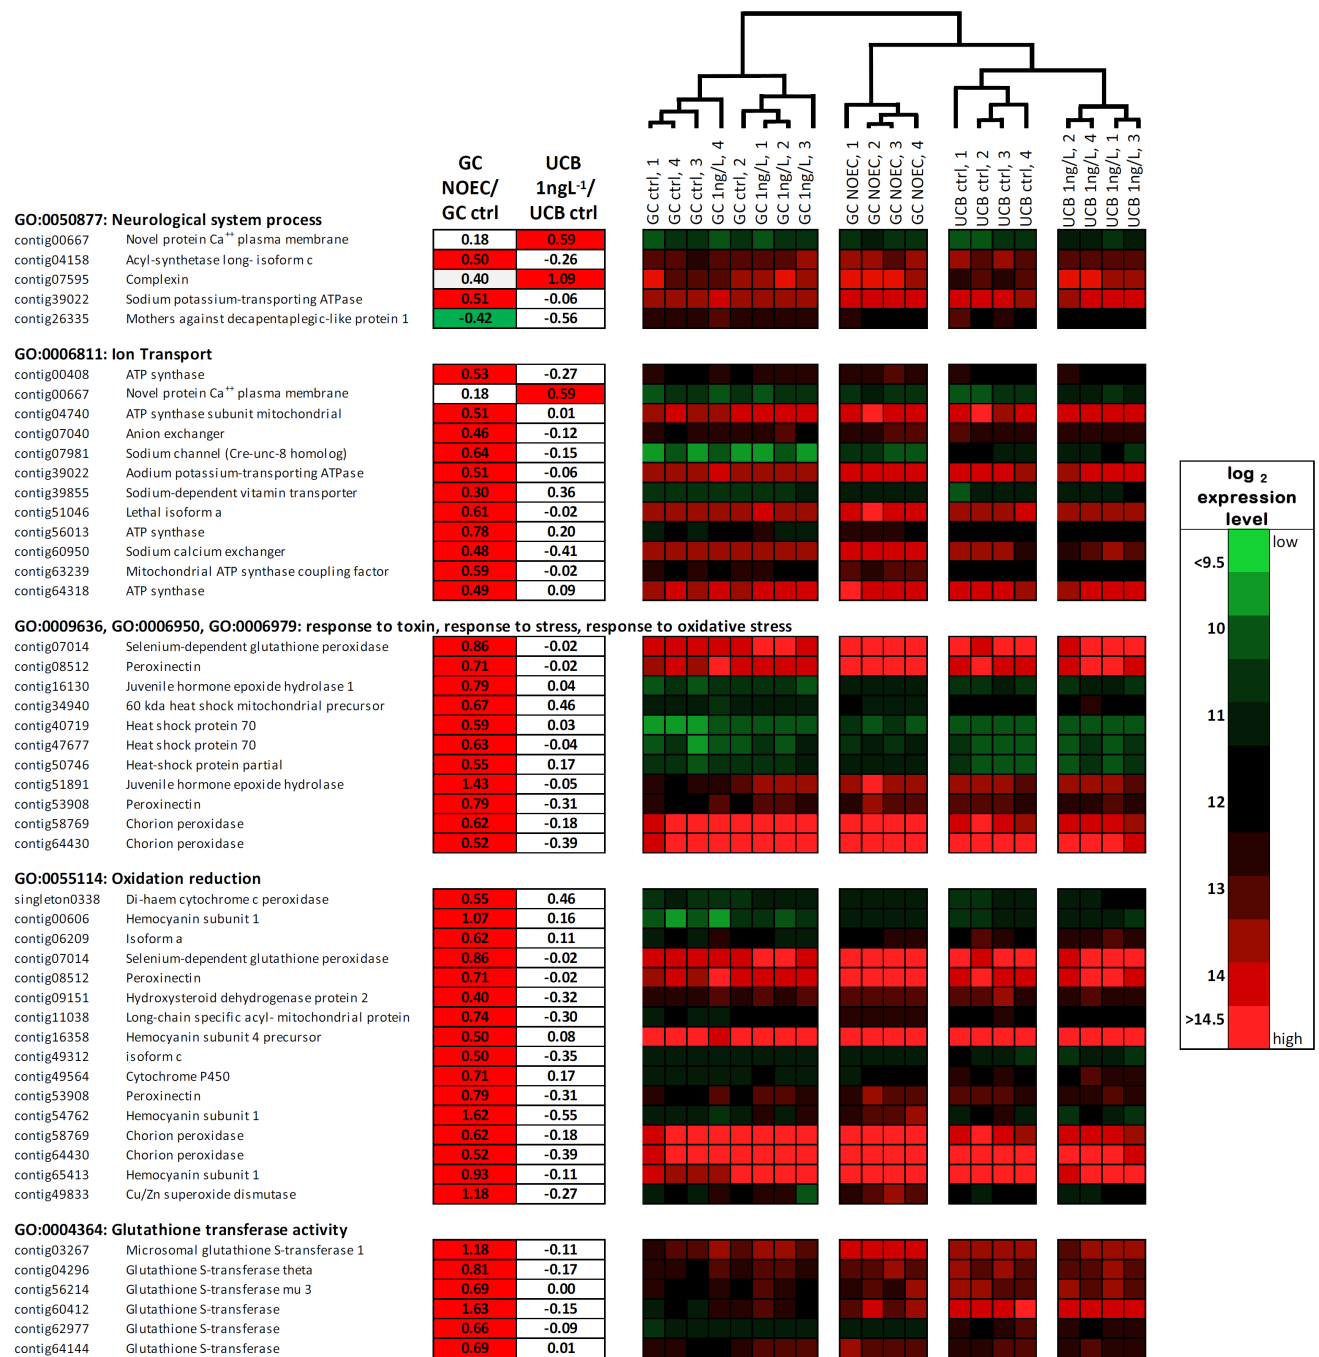 GC NOEC/ GC ctrl
UCB 1ngL-1/ UCB ctrl
GC ctrl, 1
GC ctrl, 4
GC ctrl, 3
GC 1ng/L, 4
GC ctrl, 2
GC 1ng/L, 1
GC 1ng/L, 2
GC 1ng/L, 3
GC NOEC, 1
GC NOEC, 2
GC NOEC, 3
GC NOEC, 4
UCB ctrl, 1
UCB ctrl, 2
UCB ctrl, 3
UCB ctrl, 4
UCB 1ng/L, 2
UCB 1ng/L, 4
UCB 1ng/L, 1
UCB 1ng/L, 3
GO:0050877: Neurological system process
contig00667 Novel protein Ca++ plasma membrane 0.18 0.59
contig04158 Acyl-synthetase long- isoform c 0.50 -0.26
contig07595 Complexin 0.40 1.09
contig39022 Sodium potassium-transporting ATPase 0.51 -0.06
contig26335 Mothers against decapentaplegic-like protein 1 -0.42 -0.56
GO:0006811: Ion Transport
contig00408 ATP synthase 0.53 -0.27
contig00667 Novel protein Ca++ plasma membrane 0.18 0.59
contig04740 ATP synthase subunit mitochondrial 0.51 0.01
contig07040 Anion exchanger 0.46 -0.12
contig07981 Sodium channel (Cre-unc-8 homolog) 0.64 -0.15
contig39022 Aodium potassium-transporting ATPase 0.51 -0.06
contig39855 Sodium-dependent vitamin transporter 0.30 0.36
contig51046 Lethal isoform a 0.61 -0.02
contig56013 ATP synthase 0.78 0.20
contig60950 Sodium calcium exchanger 0.48 -0.41
contig63239 Mitochondrial ATP synthase coupling factor 0.59 -0.02
contig64318 ATP synthase 0.49 0.09
GO:0009636, GO:0006950, GO:0006979: response to toxin, response to stress, response to oxidative stress
contig07014 Selenium-dependent glutathione peroxidase 0.86 -0.02
contig08512 Peroxinectin 0.71 -0.02
contig16130 Juvenile hormone epoxide hydrolase 1 0.79 0.04
contig34940 60 kda heat shock mitochondrial precursor 0.67 0.46
contig40719 Heat shock protein 70 0.59 0.03
contig47677 Heat shock protein 70 0.63 -0.04
contig50746 Heat-shock protein partial 0.55 0.17
contig51891 Juvenile hormone epoxide hydrolase 1.43 -0.05
contig53908 Peroxinectin 0.79 -0.31
contig58769 Chorion peroxidase 0.62 -0.18
contig64430 Chorion peroxidase 0.52 -0.39
GO:0055114: Oxidation reduction
singleton0338 Di-haem cytochrome c peroxidase 0.55 0.46
contig00606 Hemocyanin subunit 1 1.07 0.16
contig06209 Isoform a 0.62 0.11
contig07014 Selenium-dependent glutathione peroxidase 0.86 -0.02
contig08512 Peroxinectin 0.71 -0.02
contig09151 Hydroxysteroid dehydrogenase protein 2 0.40 -0.32
contig11038 Long-chain specific acyl- mitochondrial protein 0.74 -0.30
contig16358 Hemocyanin subunit 4 precursor 0.50 0.08
contig49312 isoform c 0.50 -0.35
contig49564 Cytochrome P450 0.71 0.17
contig53908 Peroxinectin 0.79 -0.31
contig54762 Hemocyanin subunit 1 1.62 -0.55
contig58769 Chorion peroxidase 0.62 -0.18
contig64430 Chorion peroxidase 0.52 -0.39
contig65413 Hemocyanin subunit 1 0.93 -0.11
contig49833 Cu/Zn superoxide dismutase 1.18 -0.27
GO:0004364: Glutathione transferase activity
contig03267 Microsomal glutathione S-transferase 1 1.18 -0.11
contig04296 Glutathione S-transferase theta 0.81 -0.17
contig56214 Glutathione S-transferase mu 3 0.69 0.00
contig60412 Glutathione S-transferase 1.63 -0.15
contig62977 Glutathione S-transferase 0.66 -0.09
contig64144 Glutathione S-transferase 0.69 0.01
log 2
expression
level
low
<9.5
10
11
12
13
14
>14.5
high